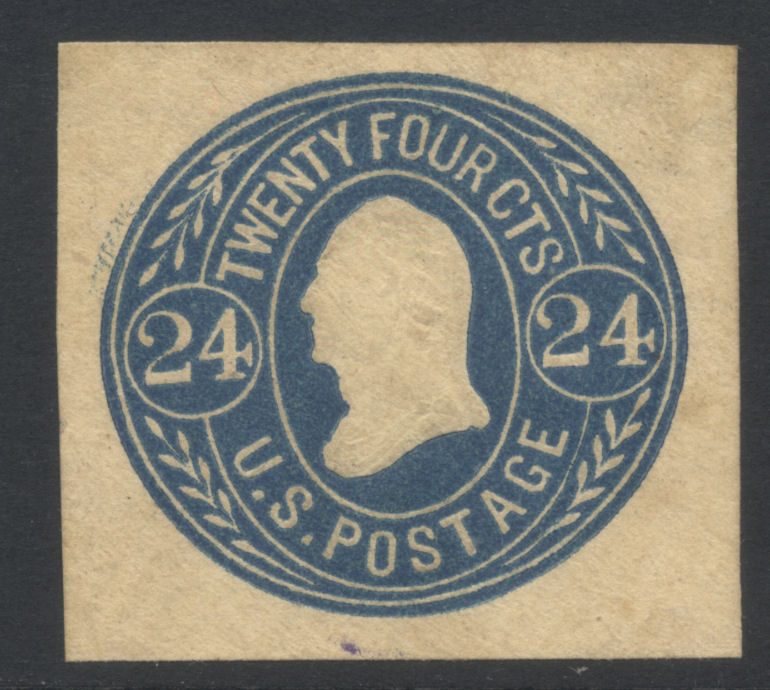 TWENTY FOUR CTS.
24
24
U.S. POSTAGE